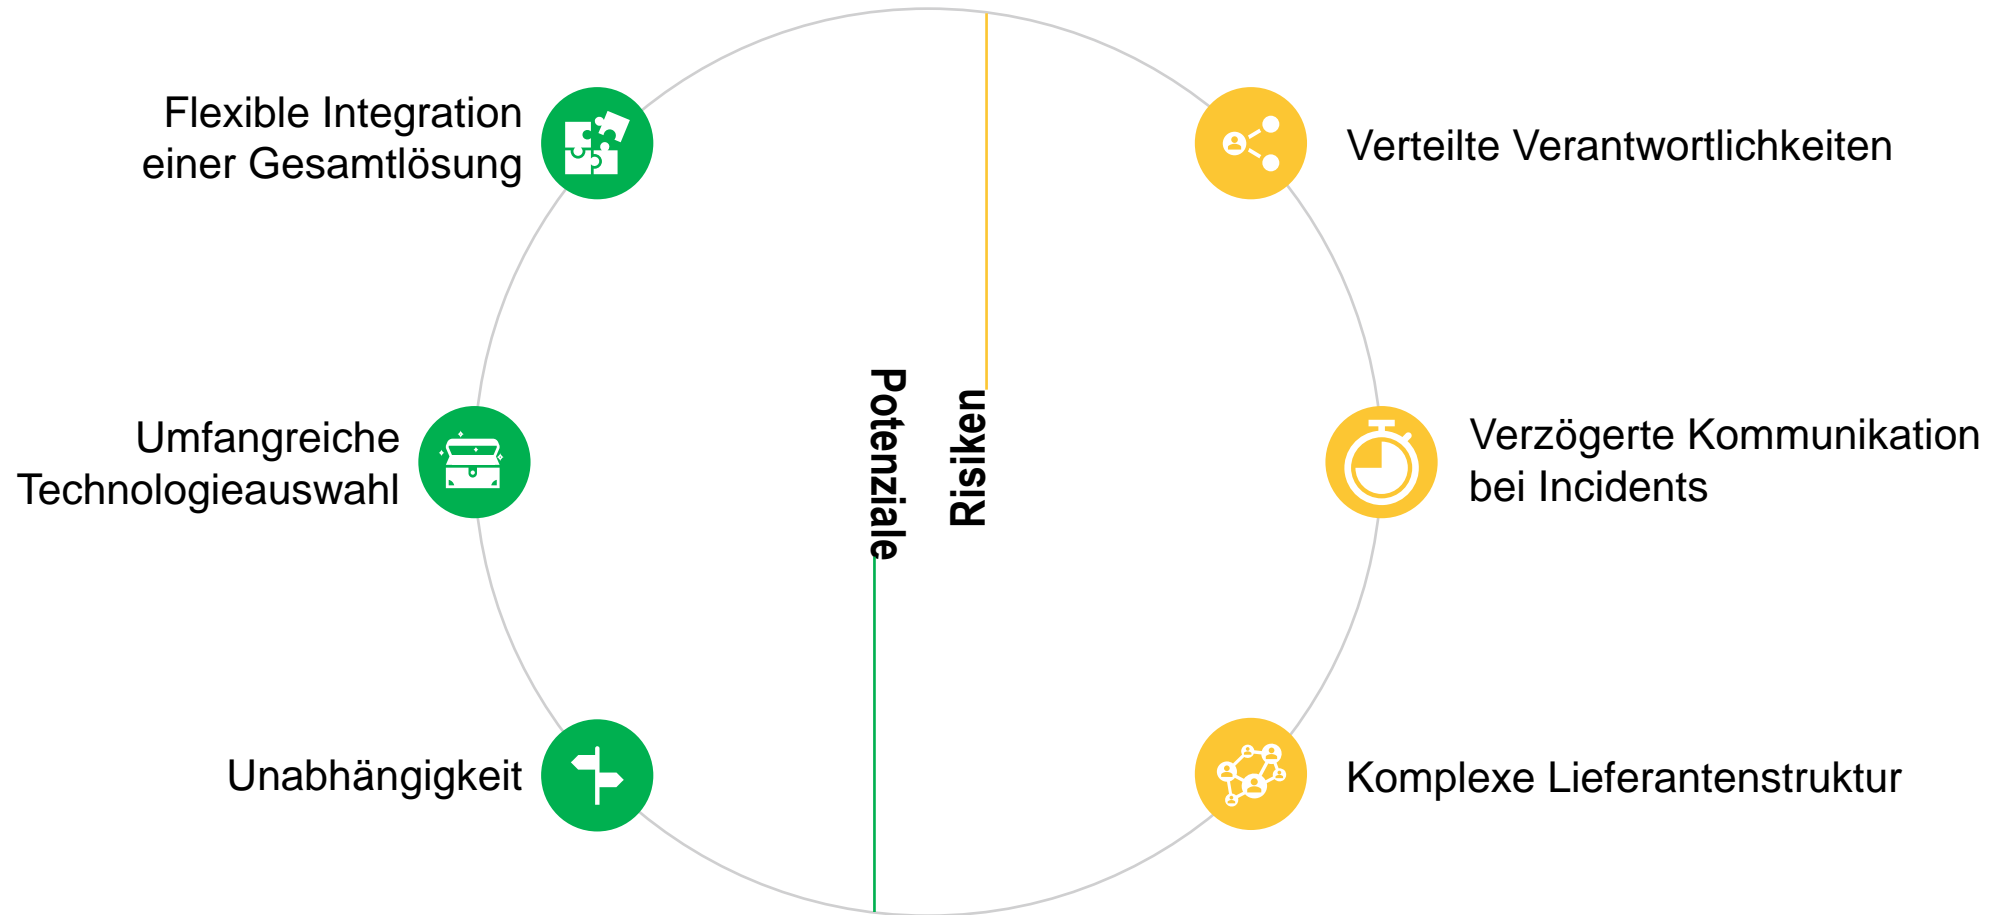 Flexible Integration
einer Gesamtlösung
Umfangreiche
Technologieauswahl
Unabhängigkeit
Potenziale
Risiken
Verteilte Verantwortlichkeiten
Verzögerte Kommunikation
bei Incidents
Komplexe Lieferantenstruktur